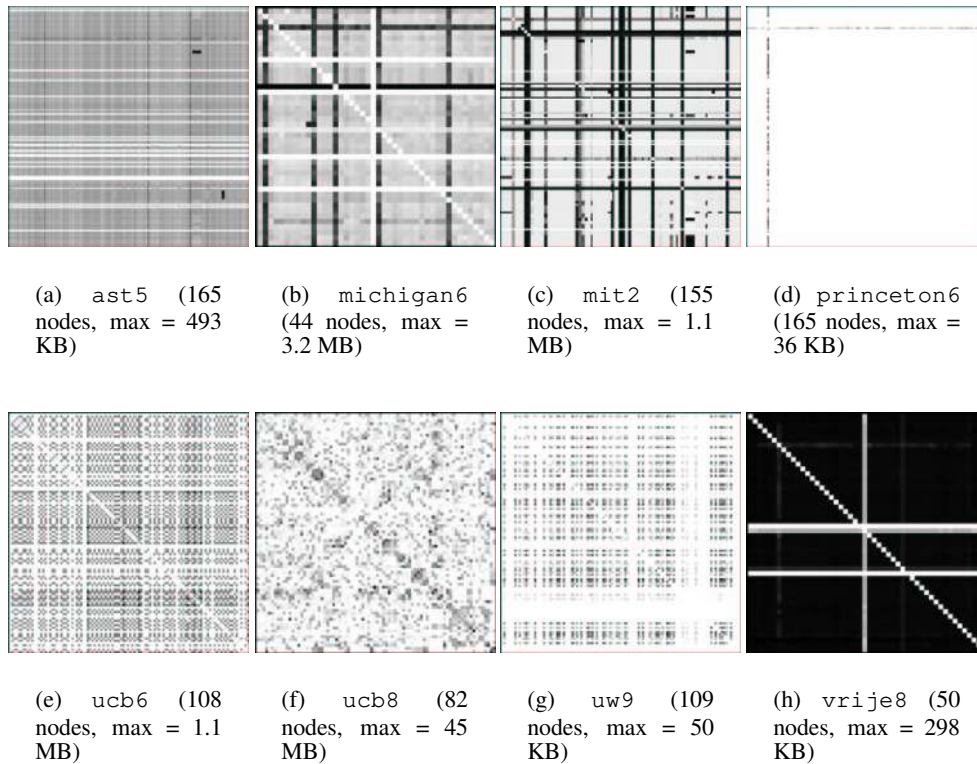 (a) ast5 (165
nodes, max = 493
KB)
(b) michigan6
(44 nodes, max =
3.2 MB)
(c) mit2 (155
nodes, max = 1.1
MB)
(d) princeton6
(165 nodes, max =
36 KB)
(e) ucb6 (108
nodes, max = 1.1
MB)
(f) ucb8 (82
nodes, max = 45
MB)
(g) uw9 (109
nodes, max = 50
KB)
(h) vrije8 (50
nodes, max = 298
KB)